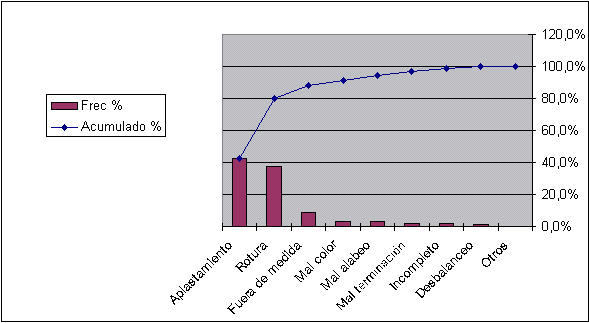 Frec %
Acumulado %
120,0%
100,0%
80,0%
60,0%
40,0%
20,0%
0,0%
Aplastamiento
Rotura
Fuera de medida
Mal color
Mal alabeo
Mal terminación
Incompleto
Desbalanceo
Otros